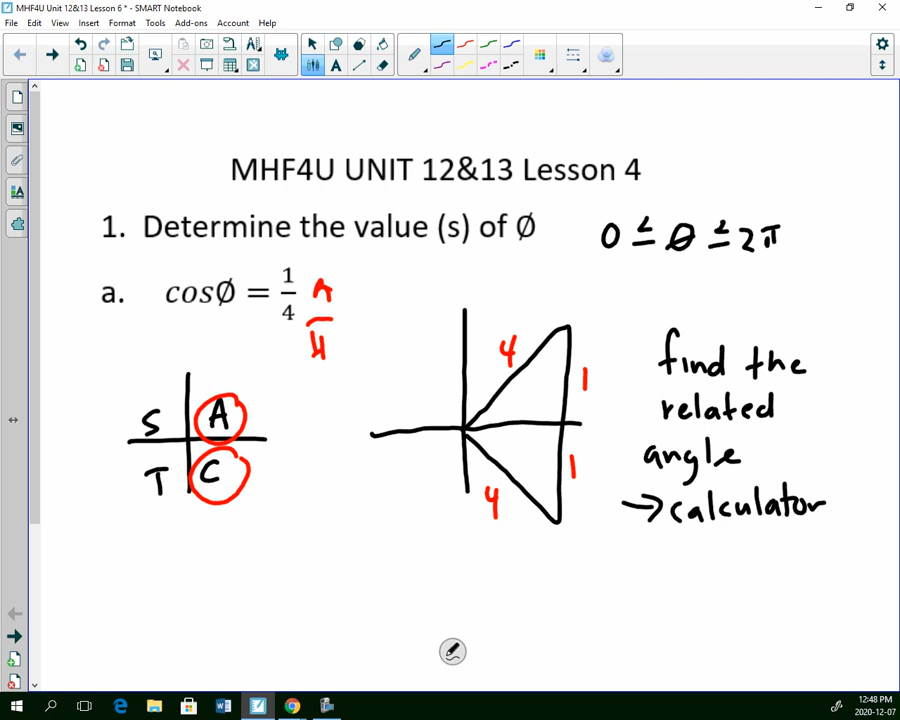 MHF4U Unit 12&13 Lesson 6 * - SMART Notebook
File Edit View Insert Format Tools Add-ons Account Help
MHF4U UNIT 12&13 Lesson 4
1. Determine the value (s) of Ø
0 ≤ θ ≤ 2π
a. cosØ = 1/4
A/H
S A
T C
4
1
4
1
find the
related
angle
→ calculator
12:48 PM
2020-12-07